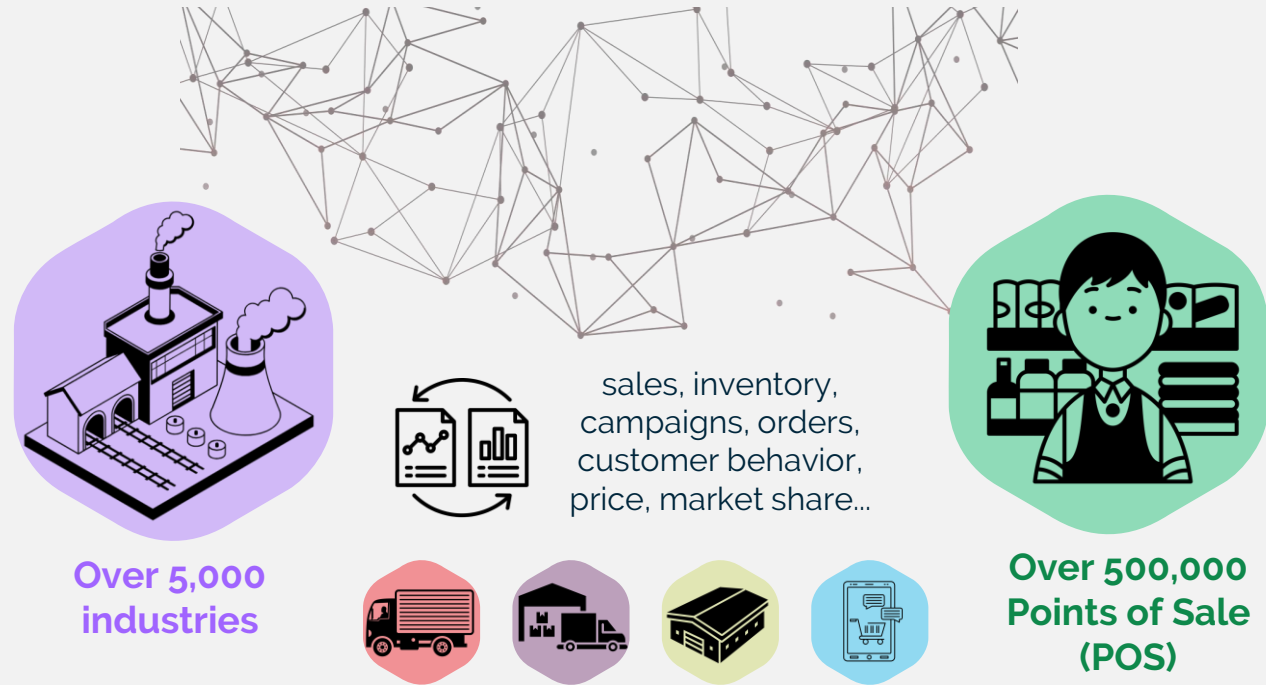 sales, inventory,
campaigns, orders,
customer behavior,
price, market share...
Over 5,000
industries
Over 500,000
Points of Sale
(POS)